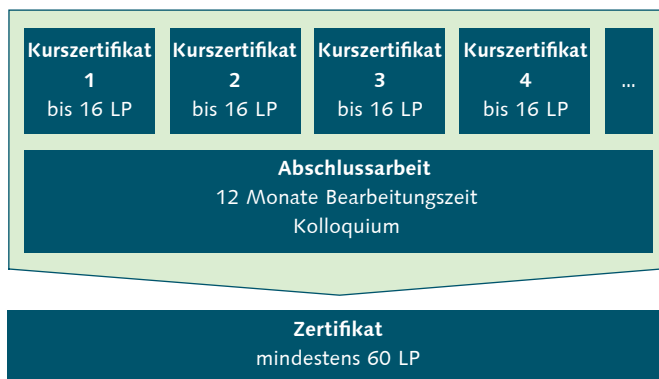 Kurszertifikat
1
bis 16 LP
Kurszertifikat
2
bis 16 LP
Kurszertifikat
3
bis 16 LP
Kurszertifikat
4
bis 16 LP
...
Abschlussarbeit
12 Monate Bearbeitungszeit
Kolloquium
Zertifikat
mindestens 60 LP